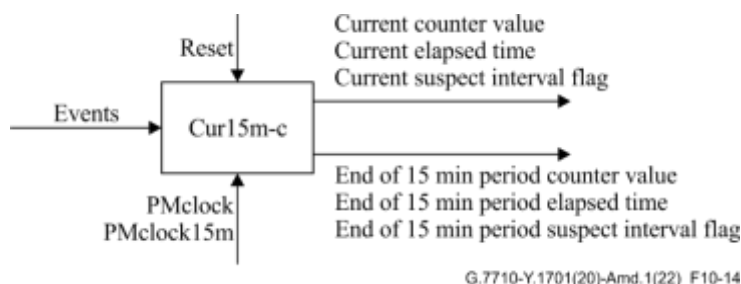 Current counter value
Current elapsed time
Reset
Current suspect interval flag
Events
Cur15m-c
End of 15 min period counter value
PMclock
End of 15 min period elapsed time
PMclock15m
End of 15 min period suspect interval flag
G.7710-Y.1701(20)-Amd.1(22)_F10-14